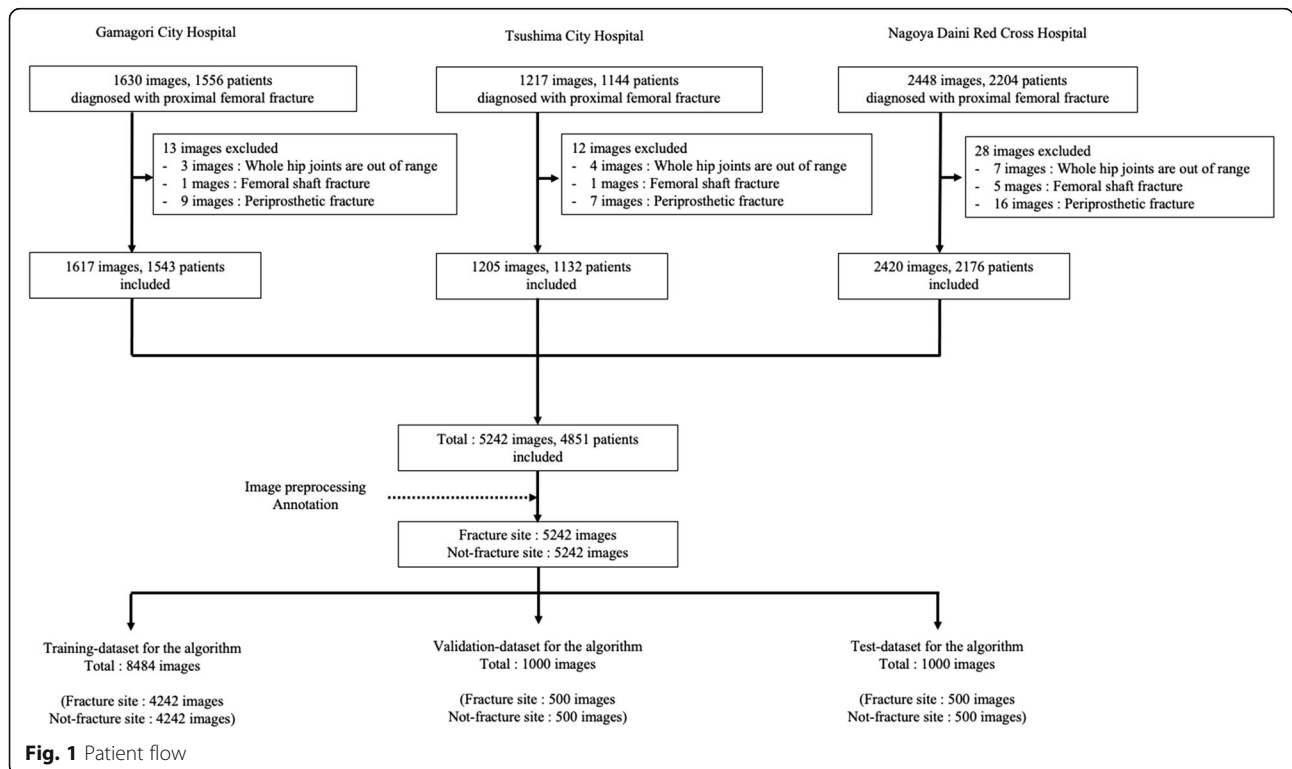 Gamagori City Hospital
1630 images, 1556 patients
diagnosed with proximal femoral fracture
13 images excluded
- 3 images : Whole hip joints are out of range
- 1 mages : Femoral shaft fracture
- 9 images : Periprosthetic fracture
1617 images, 1543 patients
included
Tsushima City Hospital
1217 images, 1144 patients
diagnosed with proximal femoral fracture
12 images excluded
- 4 images : Whole hip joints are out of range
- 1 mages : Femoral shaft fracture
- 7 images : Periprosthetic fracture
1205 images, 1132 patients
included
Nagoya Daini Red Cross Hospital
2448 images, 2204 patients
diagnosed with proximal femoral fracture
28 images excluded
- 7 images : Whole hip joints are out of range
- 5 mages : Femoral shaft fracture
- 16 images : Periprosthetic fracture
2420 images, 2176 patients
included
Total : 5242 images, 4851 patients
included
Image preprocessing
Annotation
Fracture site : 5242 images
Not-fracture site : 5242 images
Training-dataset for the algorithm
Total : 8484 images
(Fracture site : 4242 images
Not-fracture site : 4242 images)
Validation-dataset for the algorithm
Total : 1000 images
(Fracture site : 500 images
Not-fracture site : 500 images)
Test-dataset for the algorithm
Total : 1000 images
(Fracture site : 500 images
Not-fracture site : 500 images)
Fig. 1 Patient flow